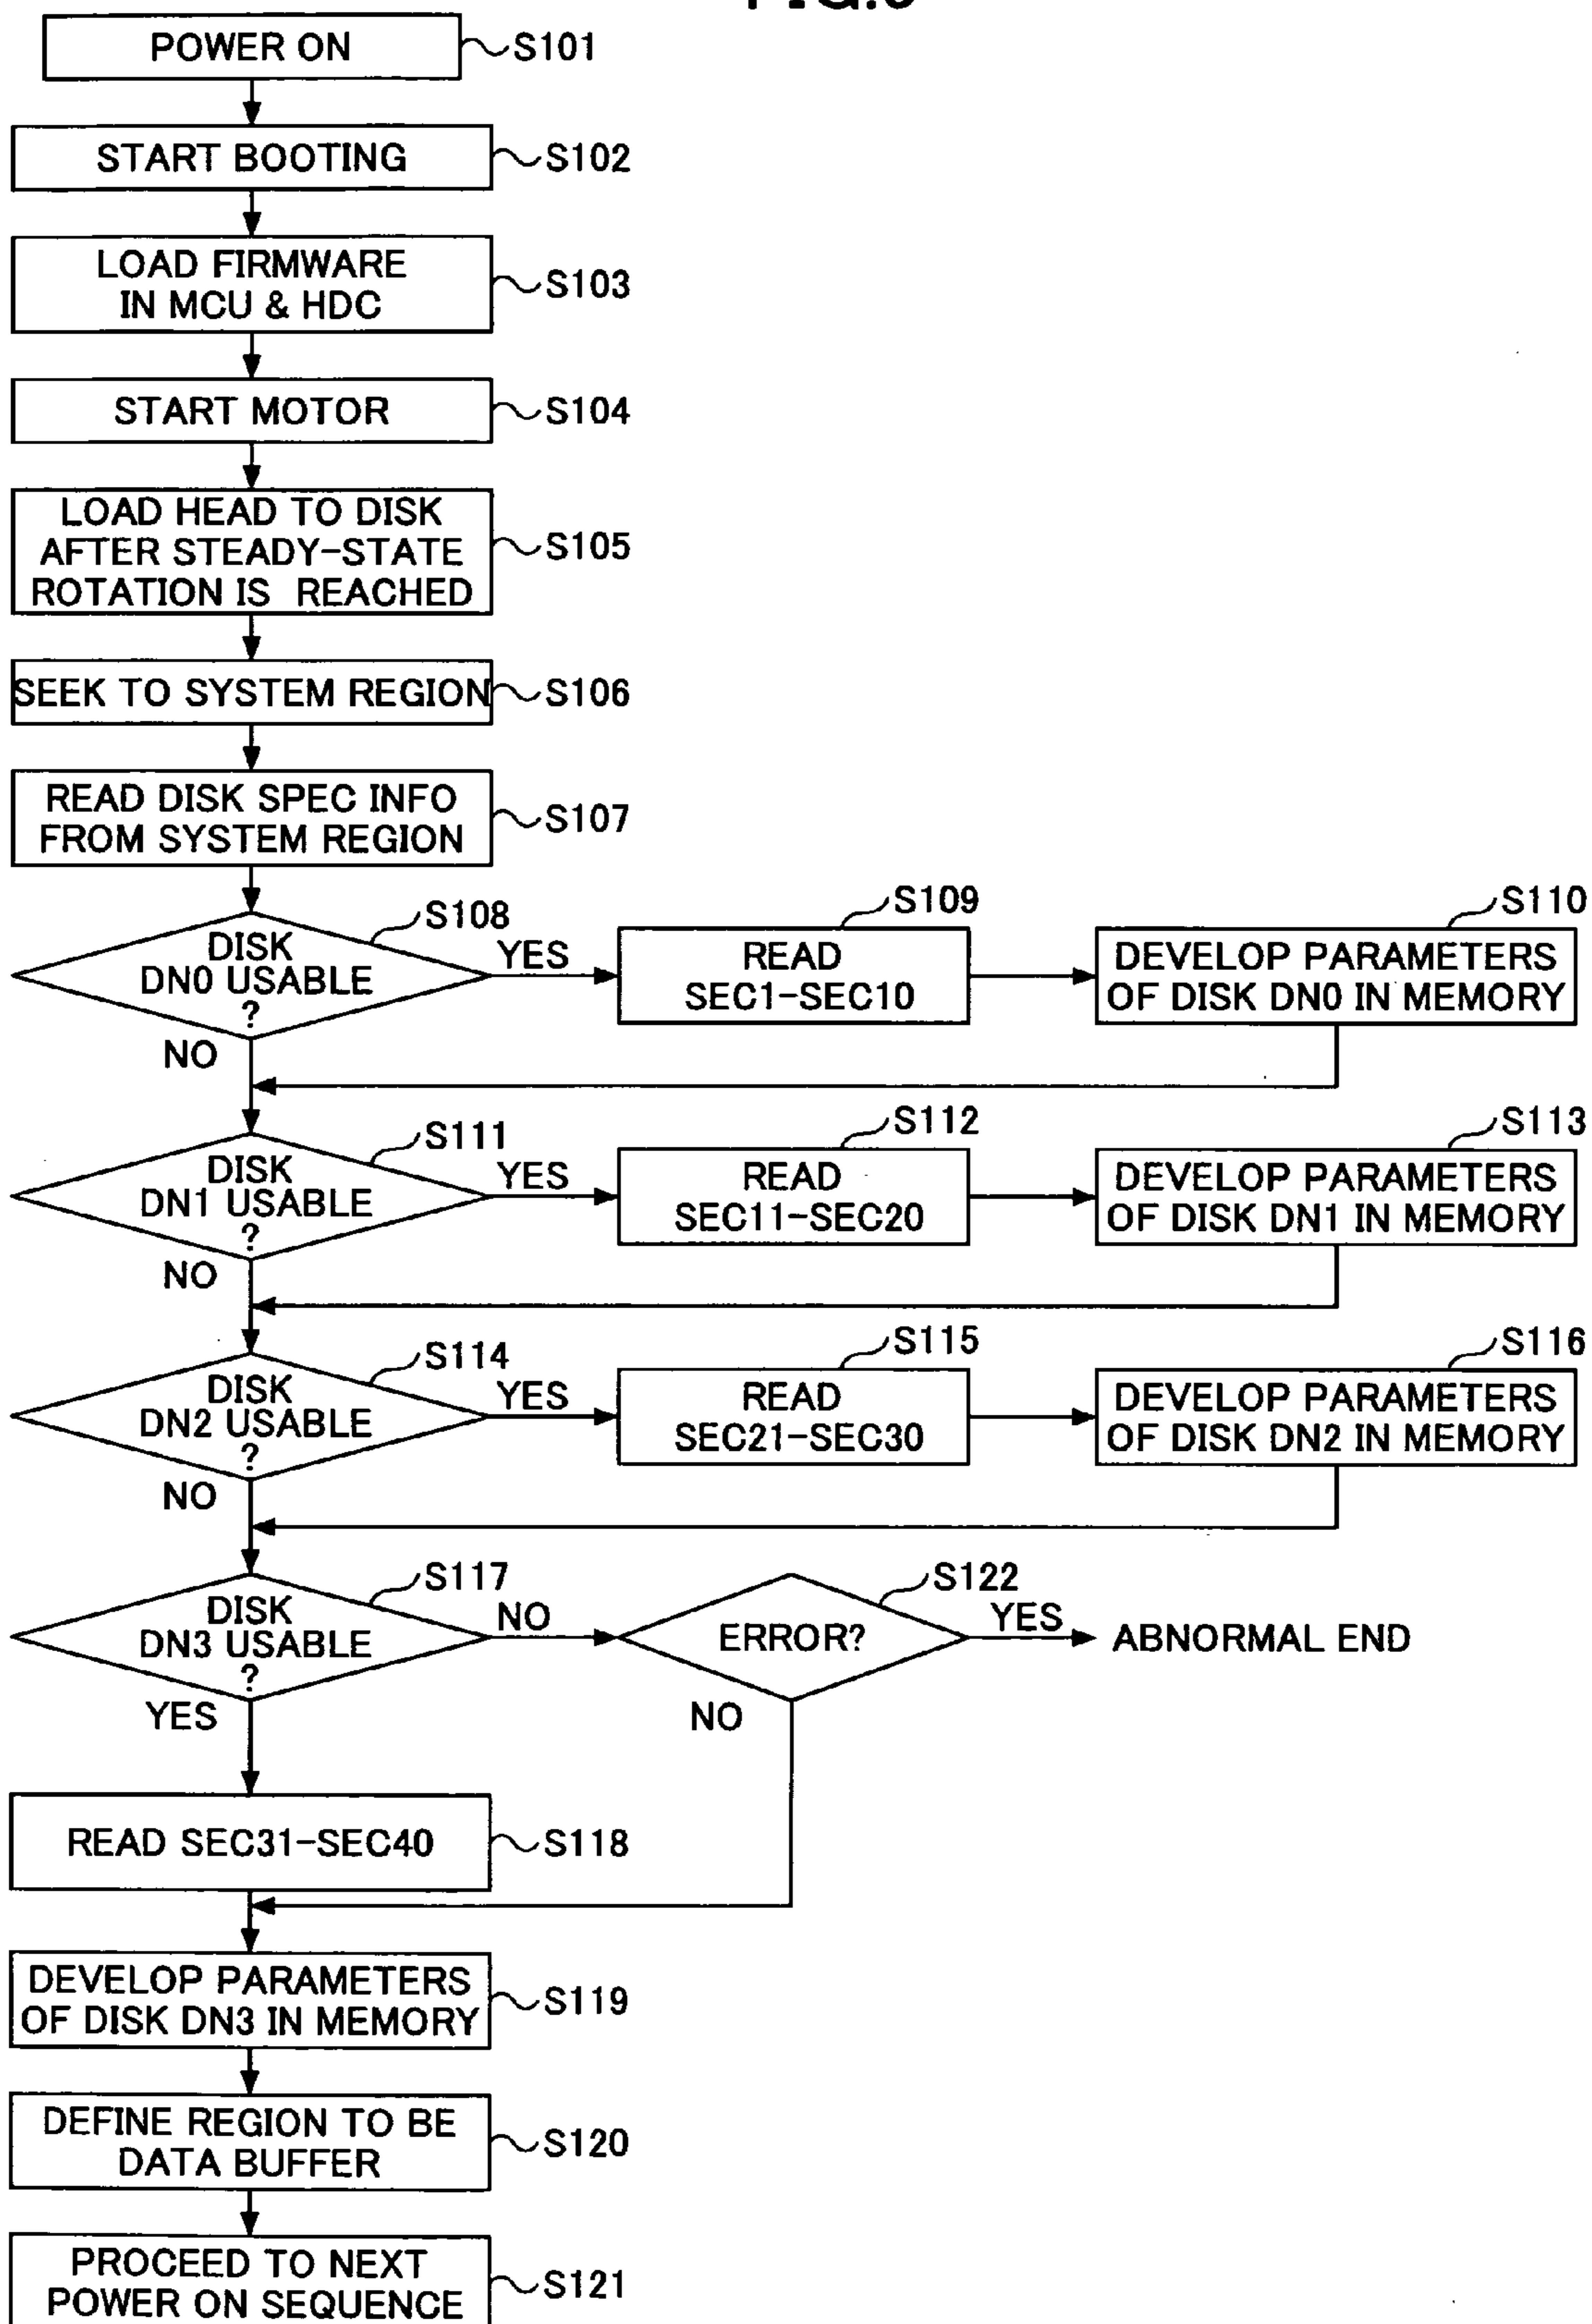 POWER ON
S101
START BOOTING
S102
LOAD FIRMWARE
IN MCU & HDC
S103
START MOTOR
S104
LOAD HEAD TO DISK
AFTER STEADY-STATE
ROTATION IS REACHED
S105
SEEK TO SYSTEM REGION
S106
READ DISK SPEC INFO
FROM SYSTEM REGION
S107
S108
DISK
DN0 USABLE
?
YES
NO
S109
READ
SEC1-SEC10
S110
DEVELOP PARAMETERS
OF DISK DN0 IN MEMORY
S111
DISK
DN1 USABLE
?
YES
NO
S112
READ
SEC11-SEC20
S113
DEVELOP PARAMETERS
OF DISK DN1 IN MEMORY
S114
DISK
DN2 USABLE
?
YES
NO
S115
READ
SEC21-SEC30
S116
DEVELOP PARAMETERS
OF DISK DN2 IN MEMORY
S117
DISK
DN3 USABLE
?
NO
YES
S122
ERROR?
YES
ABNORMAL END
NO
READ SEC31-SEC40
S118
DEVELOP PARAMETERS
OF DISK DN3 IN MEMORY
S119
DEFINE REGION TO BE
DATA BUFFER
S120
PROCEED TO NEXT
POWER ON SEQUENCE
S121